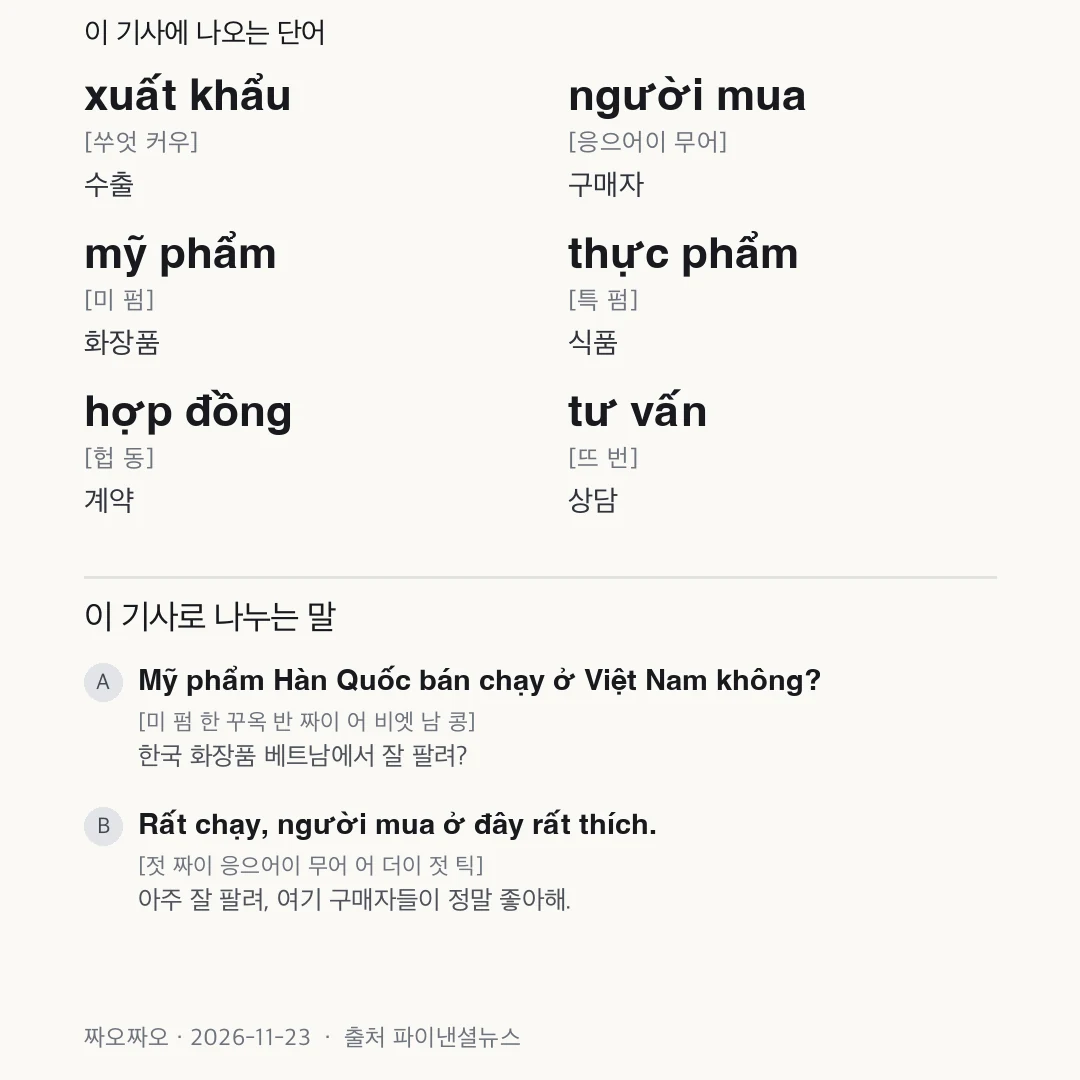 이 기사에 나오는 단어
xuất khẩu
[쑤엇 커우]
수출
người mua
[응으어이 무어]
구매자
mỹ phẩm
[미 펌]
화장품
thực phẩm
[특 펌]
식품
hợp đồng
[헙 동]
계약
tư vấn
[뜨 번]
상담
이 기사로 나누는 말
A Mỹ phẩm Hàn Quốc bán chạy ở Việt Nam không?
[미 펌 한 꾸옥 반 짜이 어 비엣 남 콩]
한국 화장품 베트남에서 잘 팔려?
B Rất chạy, người mua ở đây rất thích.
[젓 짜이 응으어이 무어 어 더이 젓 틱]
아주 잘 팔려, 여기 구매자들이 정말 좋아해.
짜오짜오 · 2026-11-23 · 출처 파이낸셜뉴스